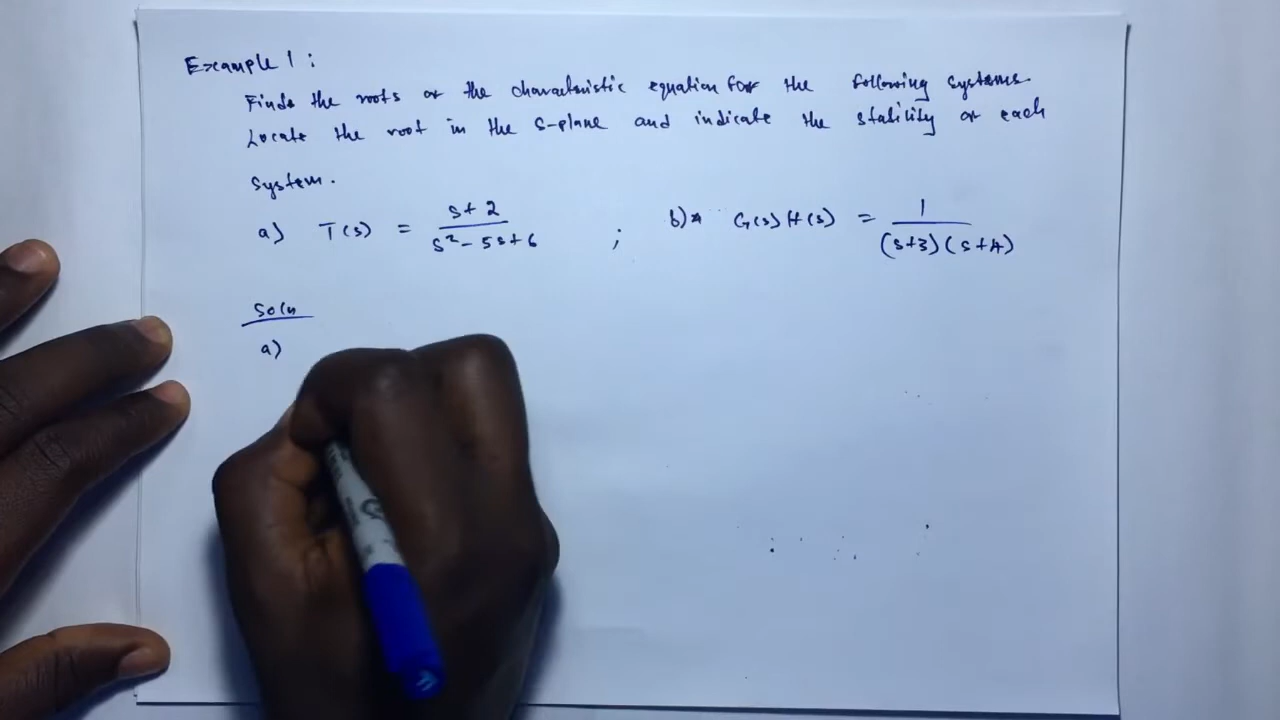 Example 1:
Finds the roots of the characteristic equation for the following systems.
Locate the root in the s-plane and indicate the stability of each
system.
a) T(s) = s+2 / s² - 5s + 6 ; b) G(s) H(s) = 1 / (s+3)(s+4)
Soln
a)